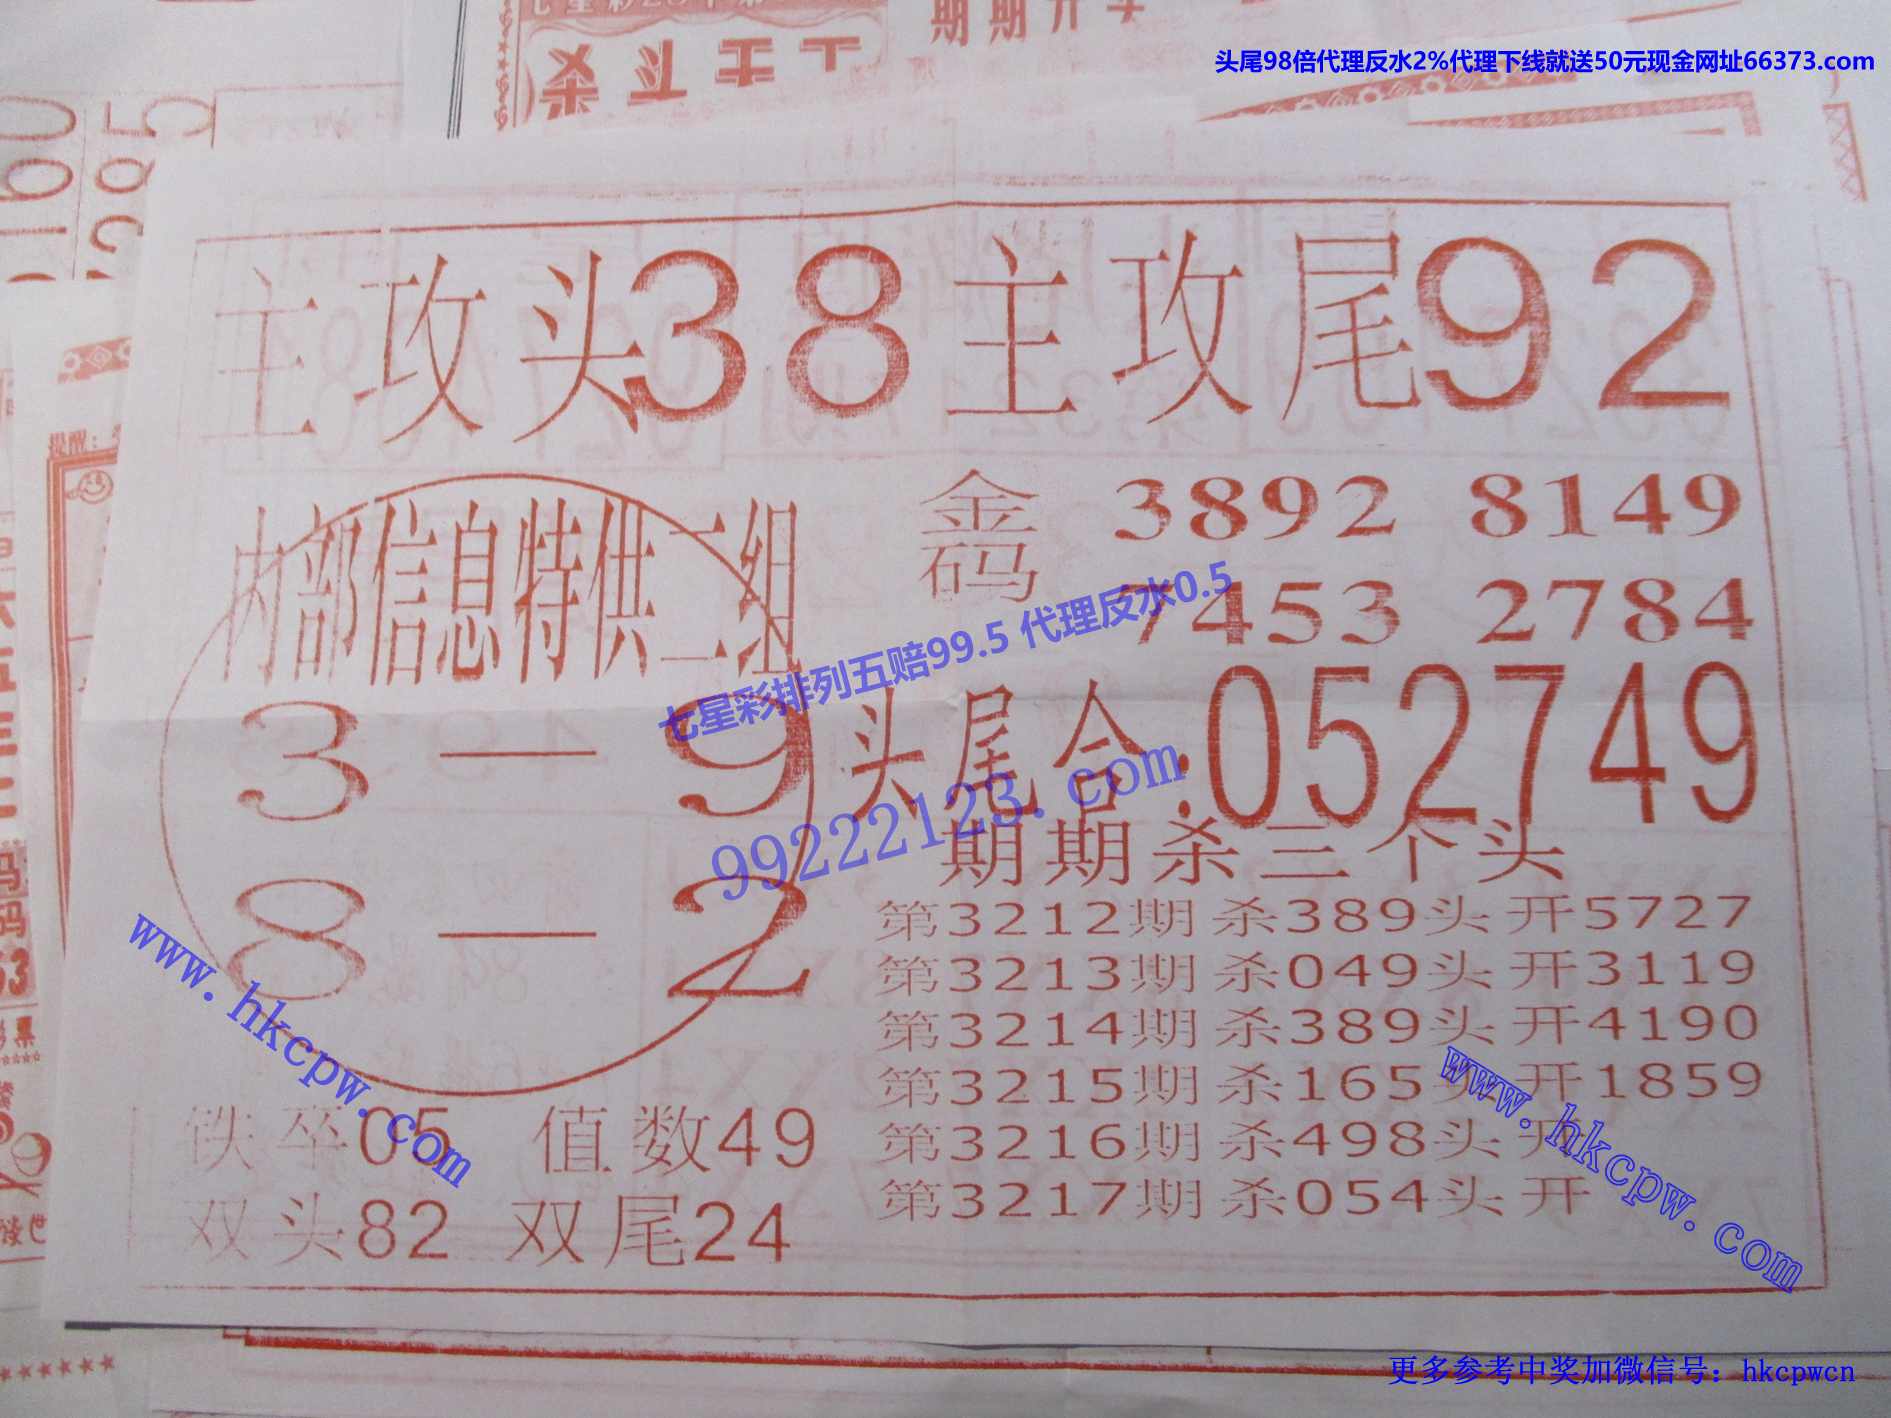 头尾98倍代理反水2%代理下线就送50元现金网址66373.com
期期开头
杀头
160
285
提醒:
主攻头38主攻尾92
内部信息特供二组
金码
3892 8149
7453 2784
七星彩排列五赔99.5 代理反水0.5
3—9
头尾合:052749
99222123.com
8—2
期期杀三个头
第3212期杀389头开5727
第3213期杀049头开3119
第3214期杀389头开4190
第3215期杀165头开1859
第3216期杀498头开
第3217期杀054头开
www.hkcpw.com
www.hkcpw.com
铁卒05 值数49
双头82 双尾24
更多参考中奖加微信号：hkcpwcn